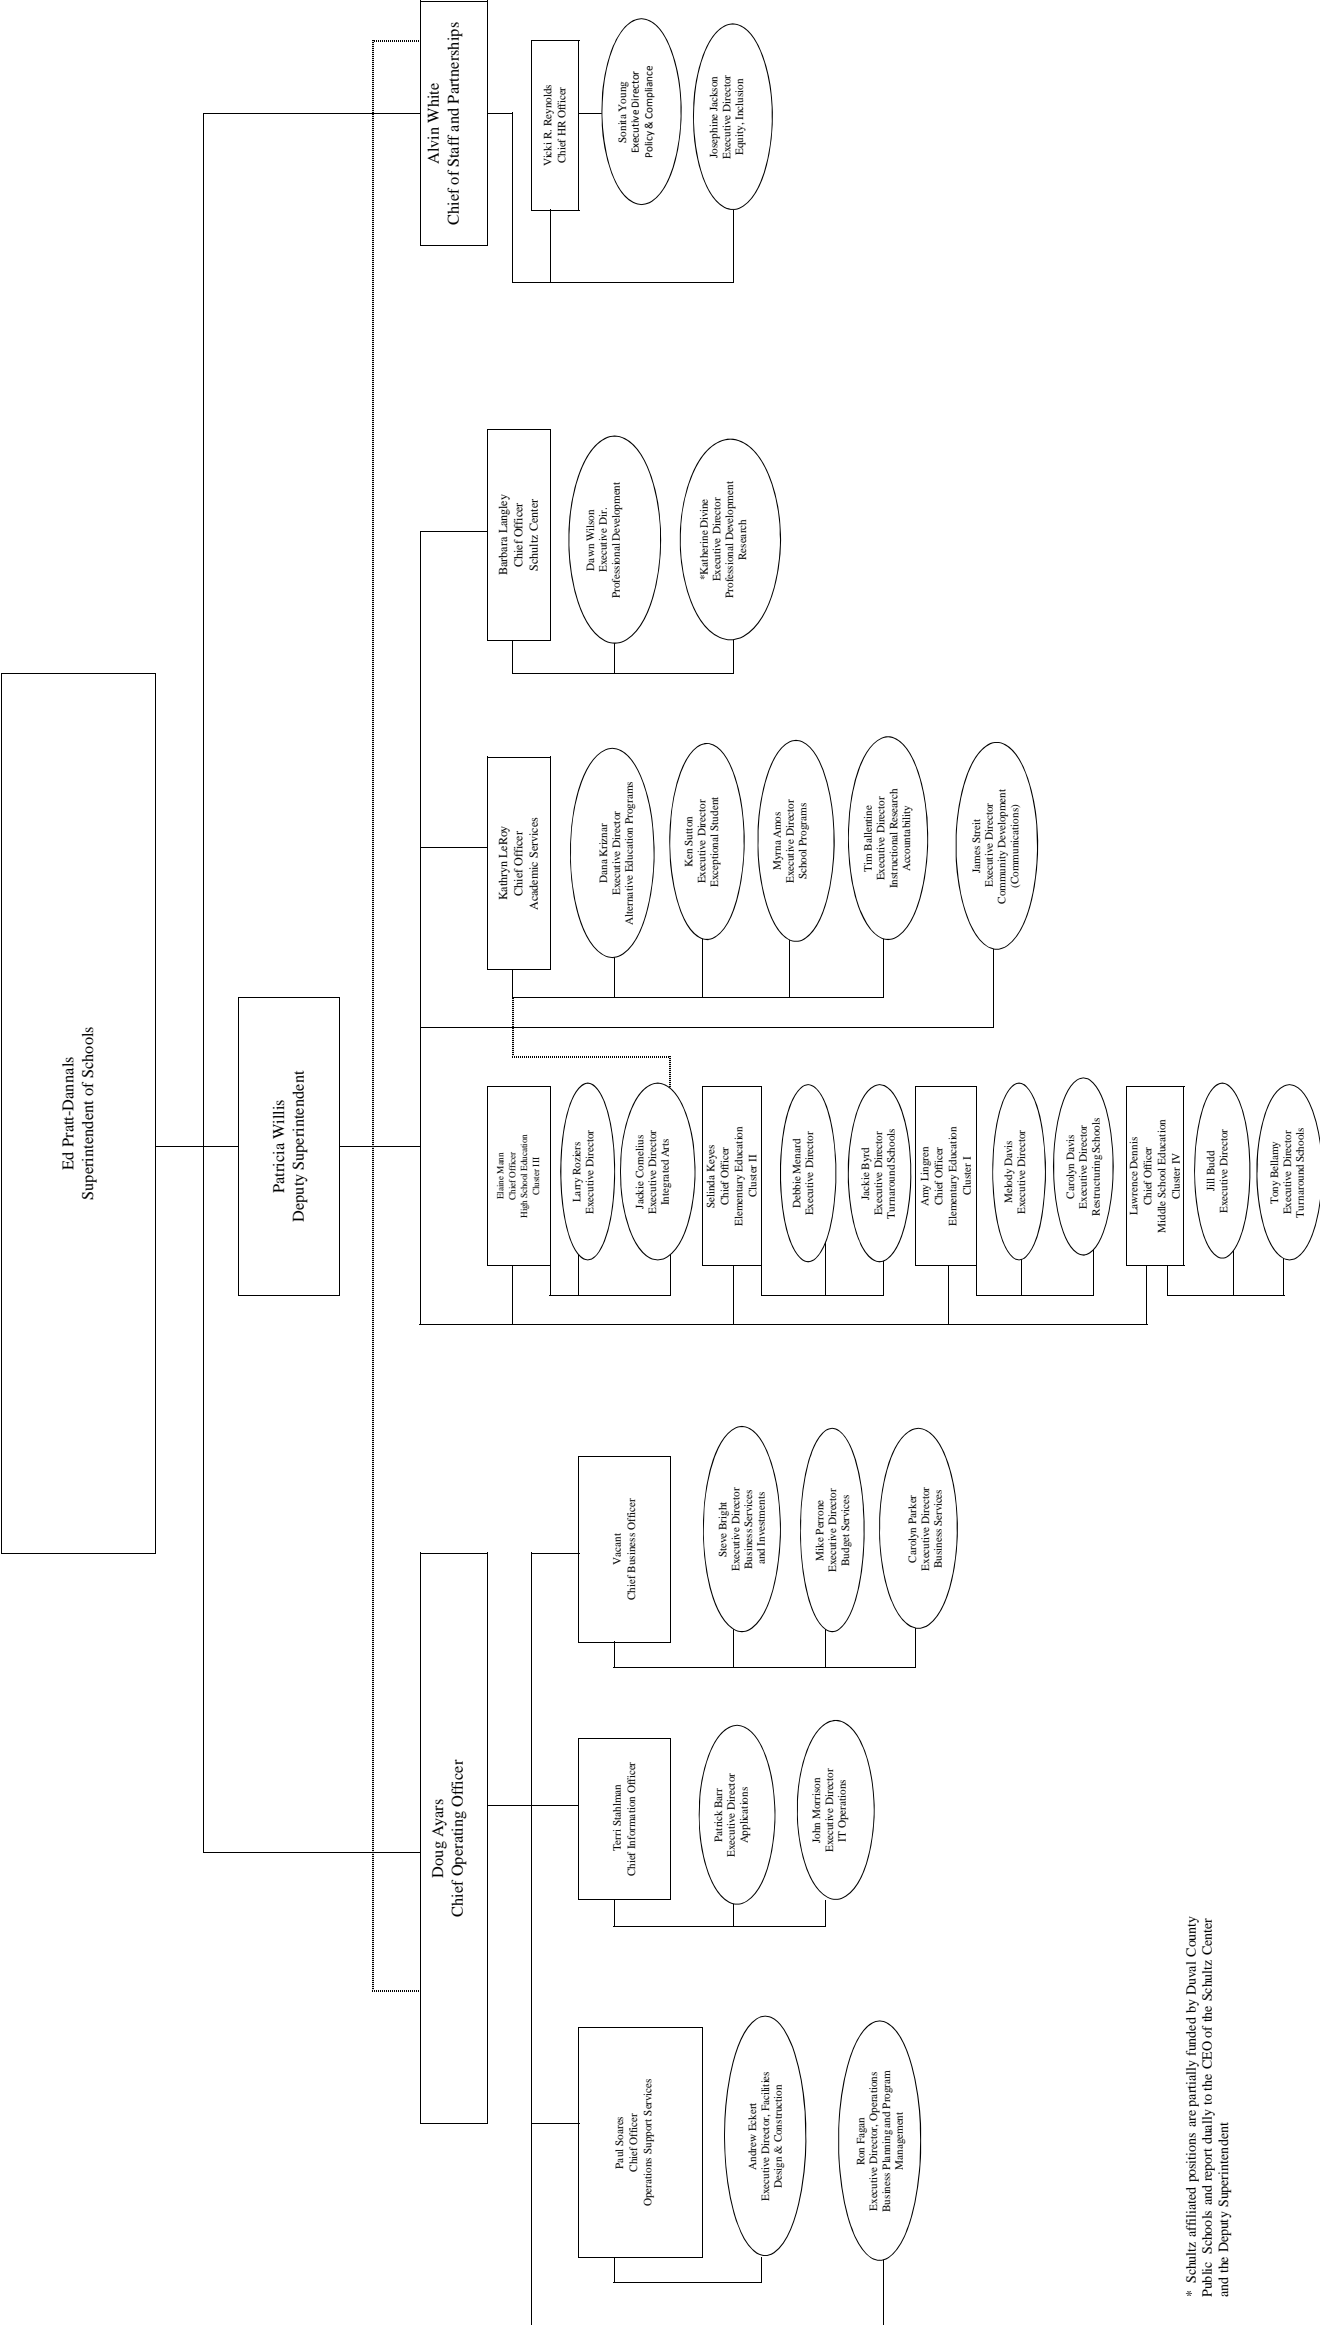 Ed Pratt-Dannals
Superintendent of Schools
Patricia Willis
Deputy Superintendent
Doug Ayars
Chief Operating Officer
Alvin White
Chief of Staff and Partnerships
Paul Soares
Chief Officer
Operations Support Services
Andrew Eckert
Executive Director, Facilities
Design & Construction
Ron Fagan
Executive Director, Operations
Business Planning and Program
Management
Terri Stahlman
Chief Information Officer
Patrick Barr
Executive Director
Applications
John Morrison
Executive Director
IT Operations
Vacant
Chief Business Officer
Steve Bright
Executive Director
Business Services
and Investments
Mike Perrone
Executive Director
Budget Services
Carolyn Parker
Executive Director
Business Services
Elaine Mann
Chief Officer
High School Education
Cluster III
Larry Roziers
Executive Director
Jackie Cornelius
Executive Director
Integrated Arts
Selinda Keyes
Chief Officer
Elementary Education
Cluster II
Debbie Menard
Executive Director
Jackie Byrd
Executive Director
Turnaround Schools
Amy Lingren
Chief Officer
Elementary Education
Cluster I
Melody Davis
Executive Director
Carolyn Davis
Executive Director
Restructuring Schools
Lawrence Dennis
Chief Officer
Middle School Education
Cluster IV
Jill Budd
Executive Director
Tony Bellamy
Executive Director
Turnaround Schools
Kathryn LeRoy
Chief Officer
Academic Services
Dana Kriznar
Executive Director
Alternative Education Programs
Ken Sutton
Executive Director
Exceptional Student
Myrna Amos
Executive Director
School Programs
Tim Ballentine
Executive Director
Instructional Research
Accountability
James Streit
Executive Director
Community Development
(Communications)
Barbara Langley
Chief Officer
Schultz Center
Dawn Wilson
Executive Dir.
Professional Development
*Katherine Divine
Executive Director
Professional Development
Research
Vicki R. Reynolds
Chief HR Officer
Sonita Young
Executive Director
Policy & Compliance
Josephine Jackson
Executive Director
Equity, Inclusion
* Schultz affiliated positions are partially funded by Duval County
Public Schools and report dually to the CEO of the Schultz Center
and the Deputy Superintendent